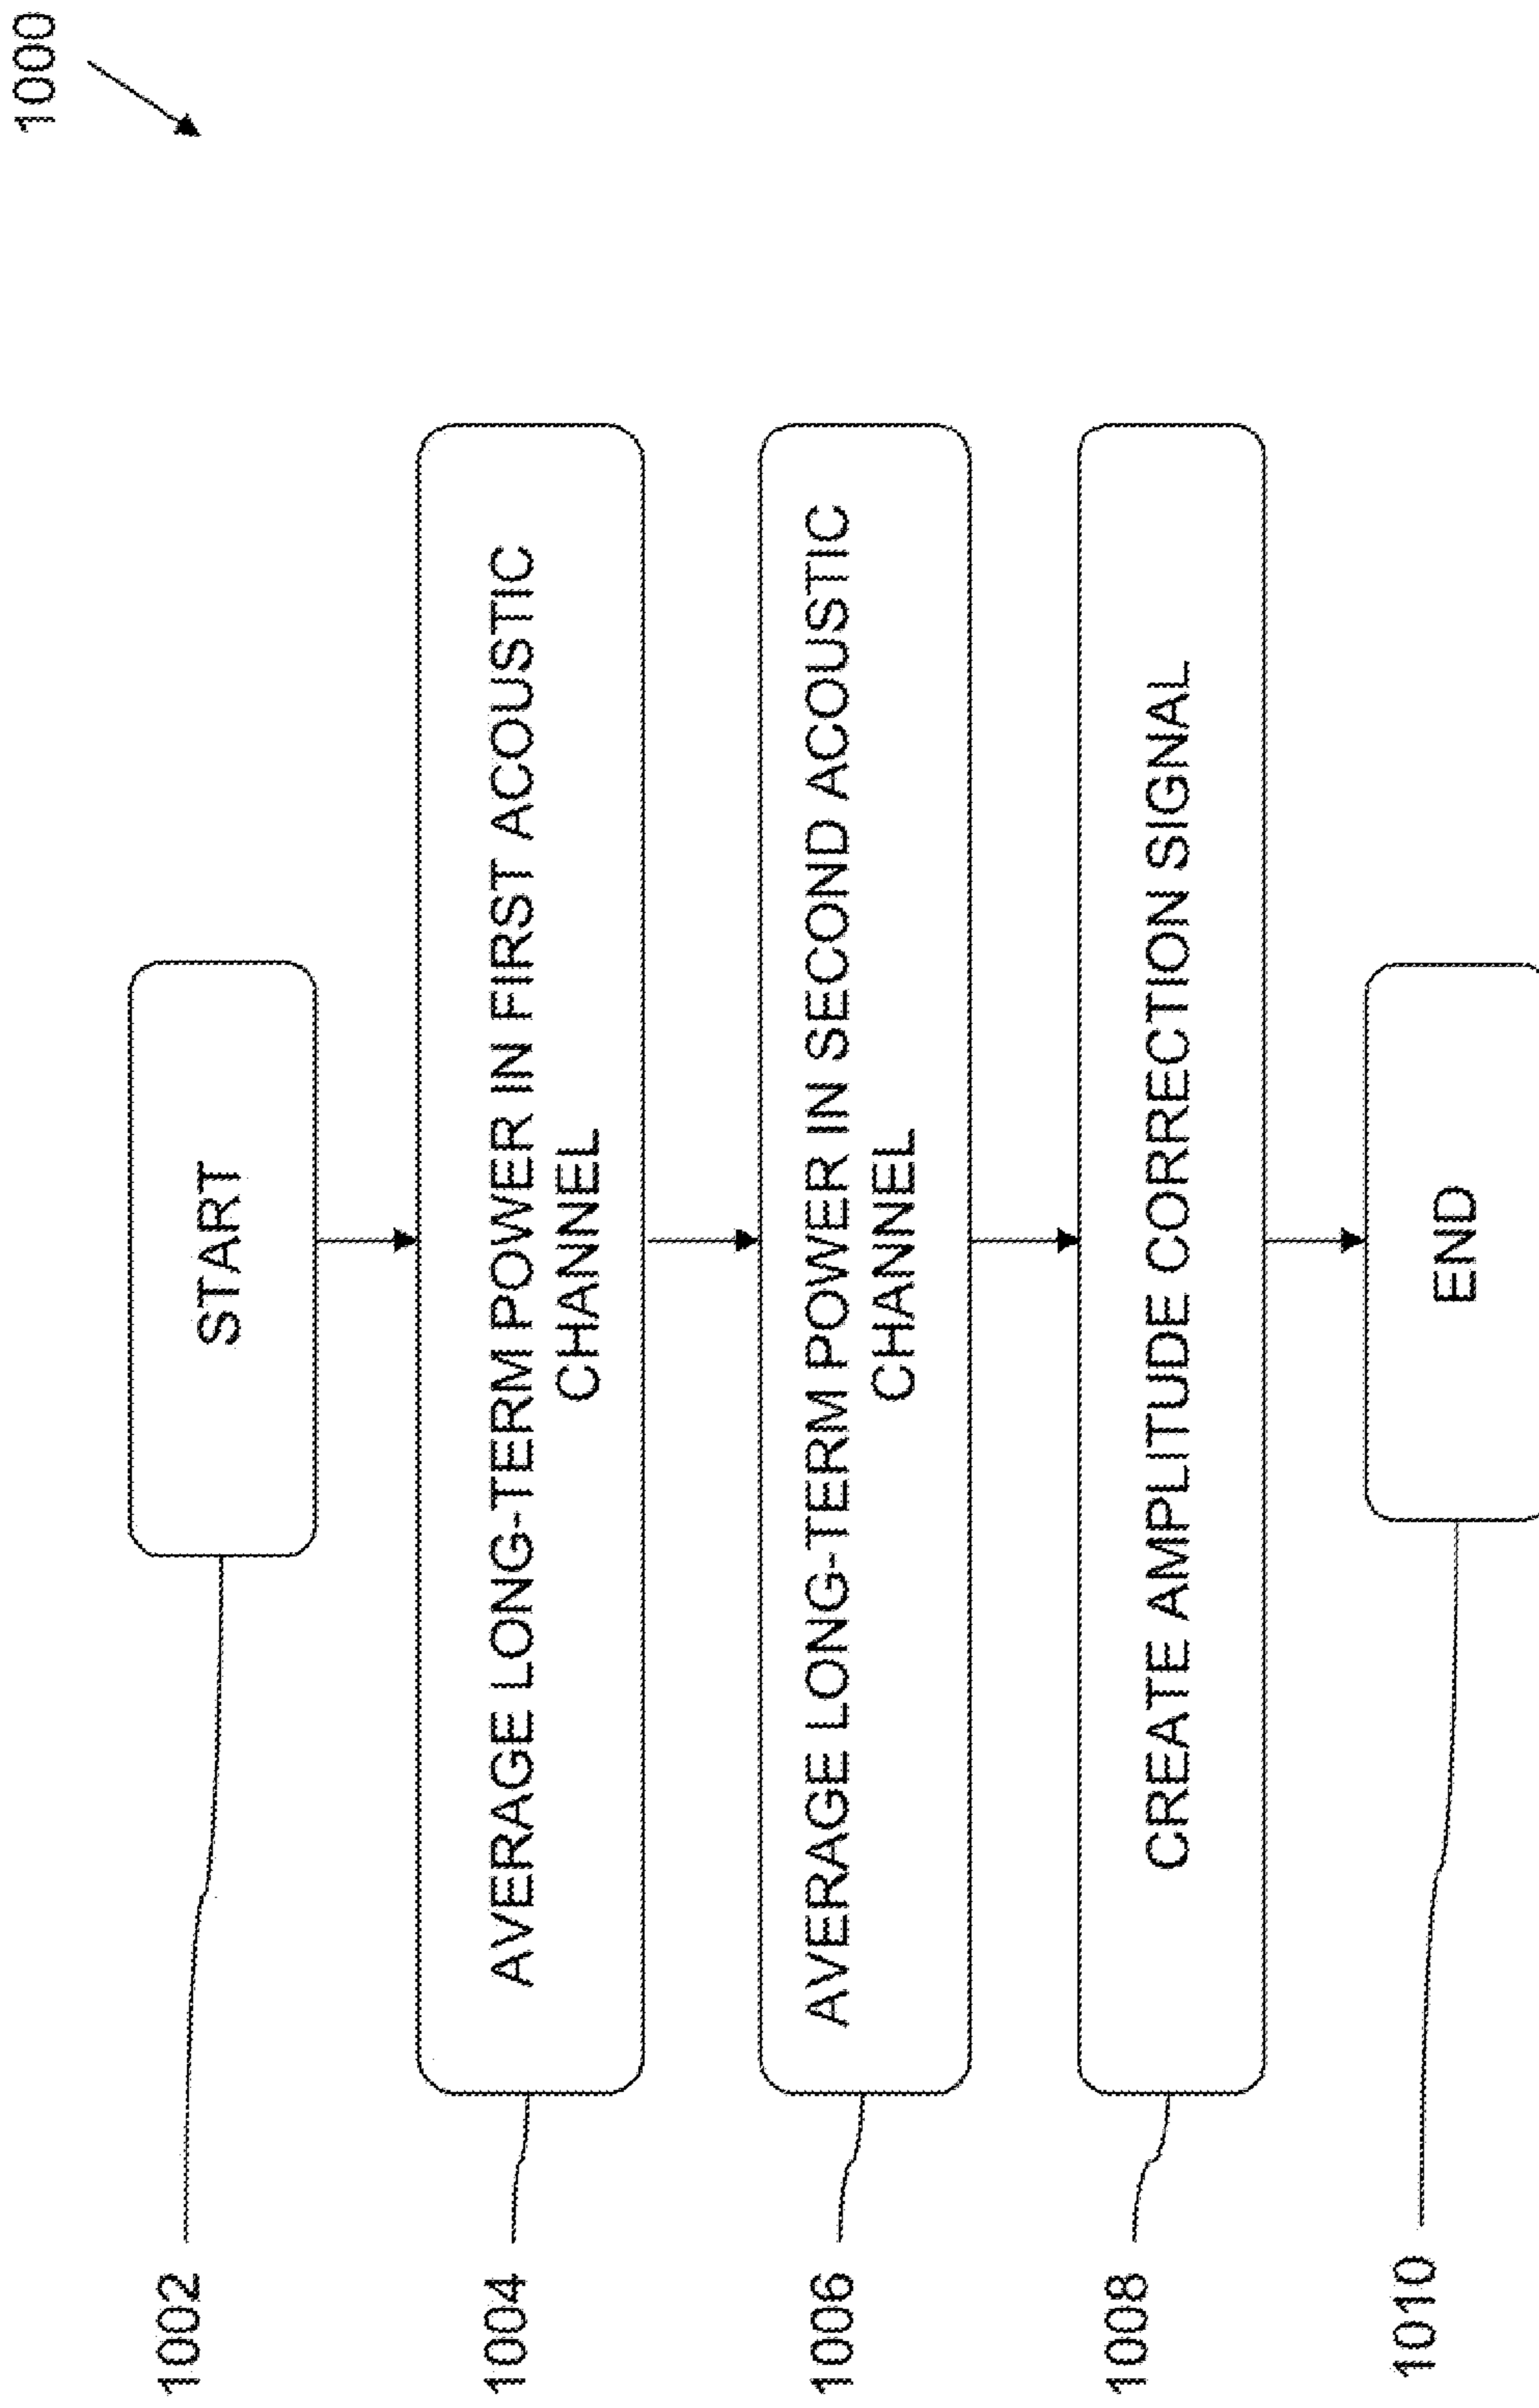 1000
1002
START
1004
AVERAGE LONG-TERM POWER IN FIRST ACOUSTIC
CHANNEL
1006
AVERAGE LONG-TERM POWER IN SECOND ACOUSTIC
CHANNEL
1008
CREATE AMPLITUDE CORRECTION SIGNAL
1010
END